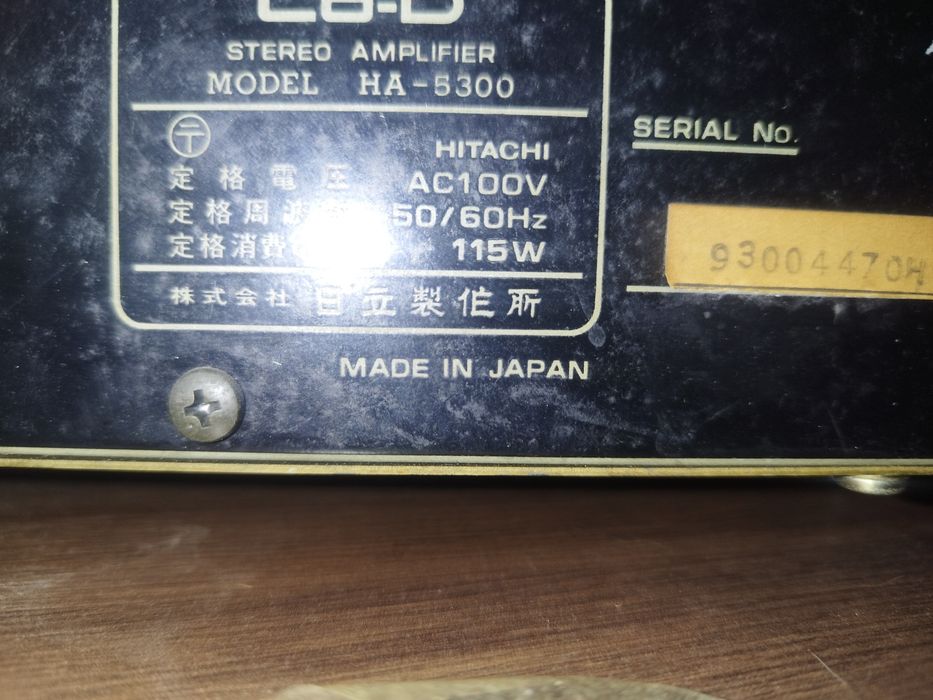 Lo-D
STEREO AMPLIFIER
MODEL HA-5300
〒
HITACHI
定格電圧 AC100V
定格周波 50/60Hz
定格消費 115W
株式会社 日立製作所
MADE IN JAPAN
SERIAL No.
93004470H